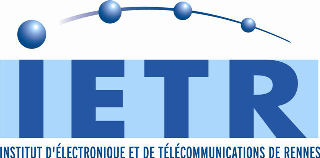 IETR
INSTITUT D'ÉLECTRONIQUE ET DE TÉLÉCOMMUNICATIONS DE RENNES